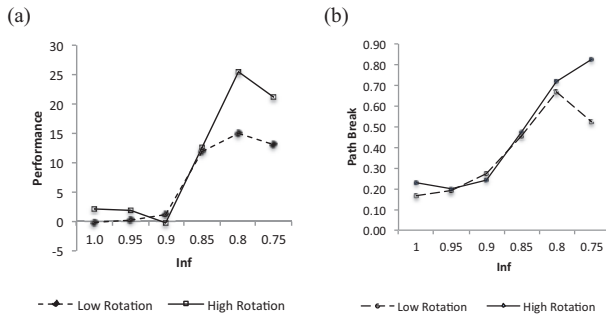 (a)
30
25
20
15
10
5
0
-5
Performance
1.0 0.95 0.9 0.85 0.8 0.75
Inf
Low Rotation High Rotation
(b)
0.90
0.80
0.70
0.60
0.50
0.40
0.30
0.20
0.10
0.00
Path Break
1 0.95 0.9 0.85 0.8 0.75
Inf
Low Rotation High Rotation